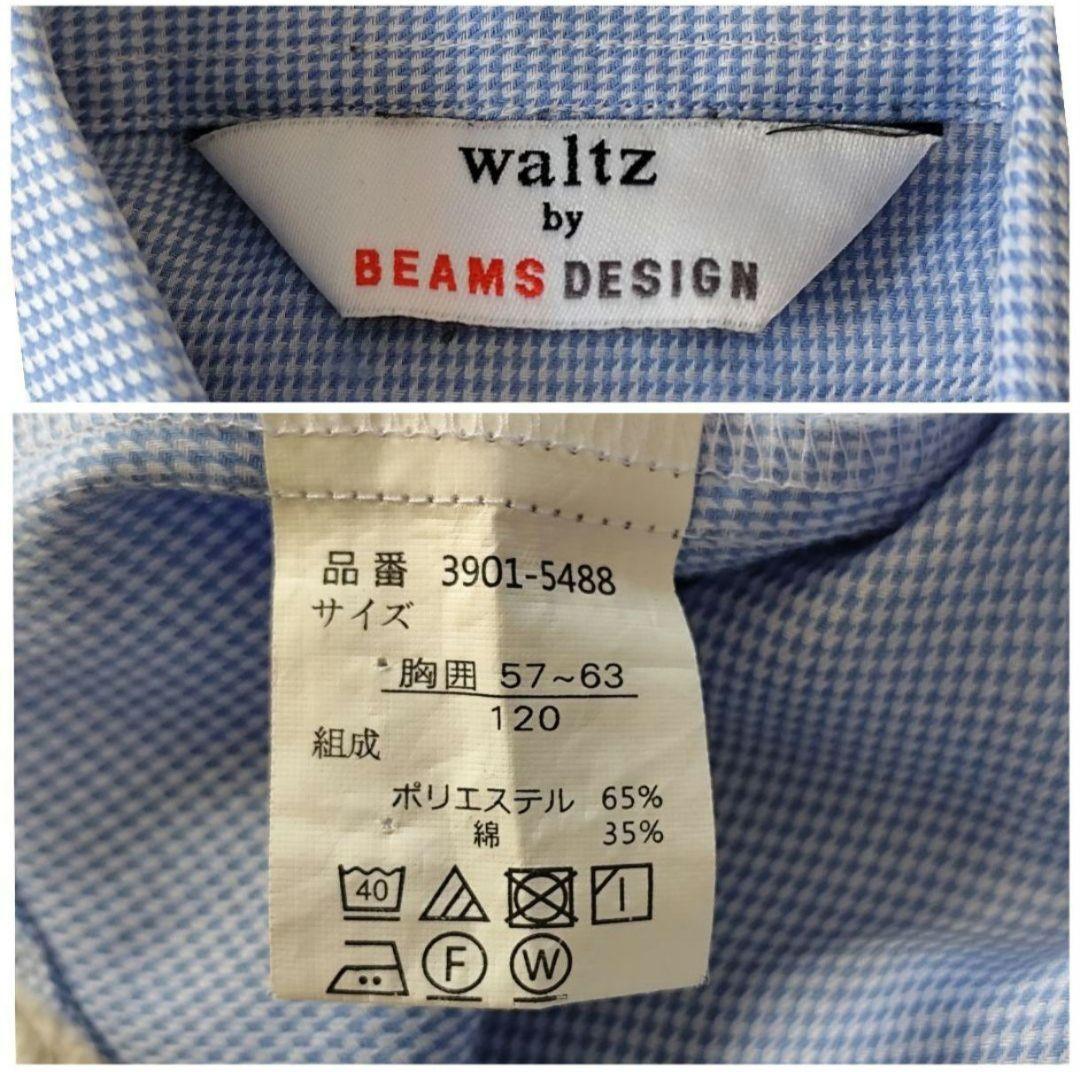 waltz
by
BEAMS DESIGN
品番 3901-5488
サイズ
胸囲 57~63
120
組成
ポリエステル 65%
綿 35%
40
F W